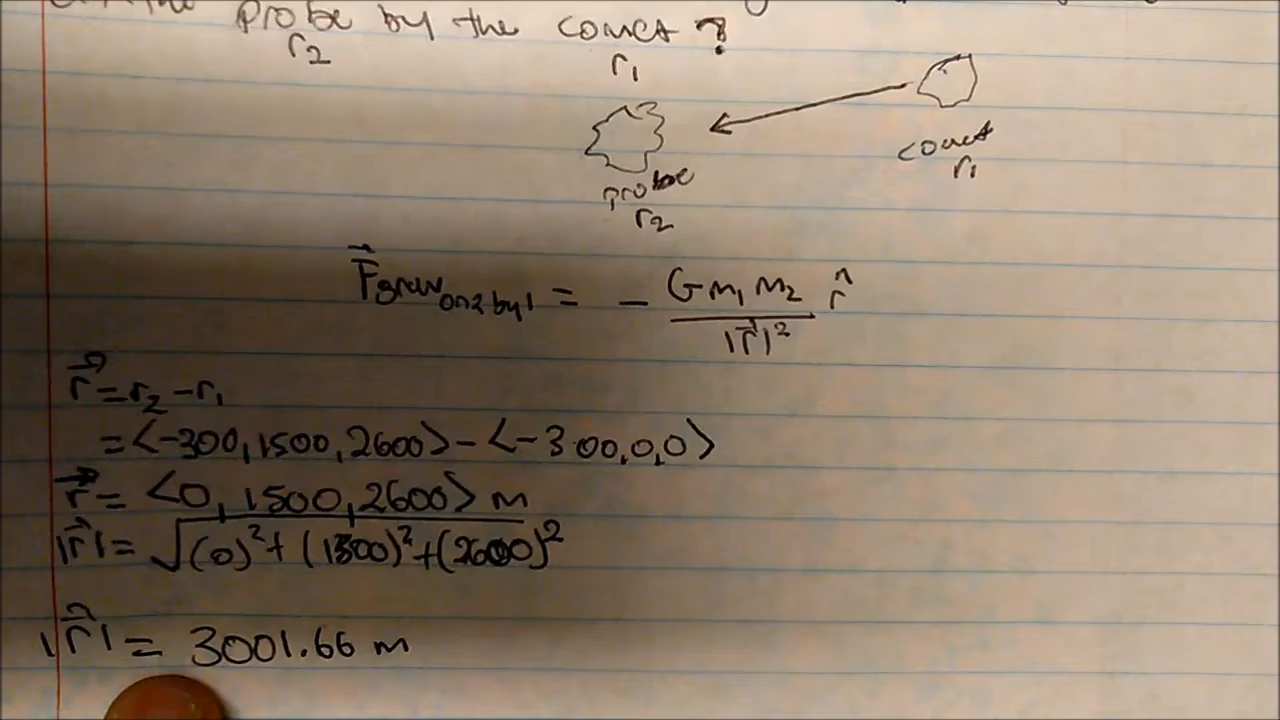 probe by the comet ?
r₂ r₁
comet
r₁
probe
r₂
F⃗grav on 2 by 1 = - G m₁ m₂ / |r⃗|² r̂
r⃗ = r₂ - r₁
= <-300, 1500, 2600> - <-300, 0, 0>
r⃗ = <0, 1500, 2600> m
|r⃗| = √(0)² + (1500)² + (2600)²
|r⃗| = 3001.66 m